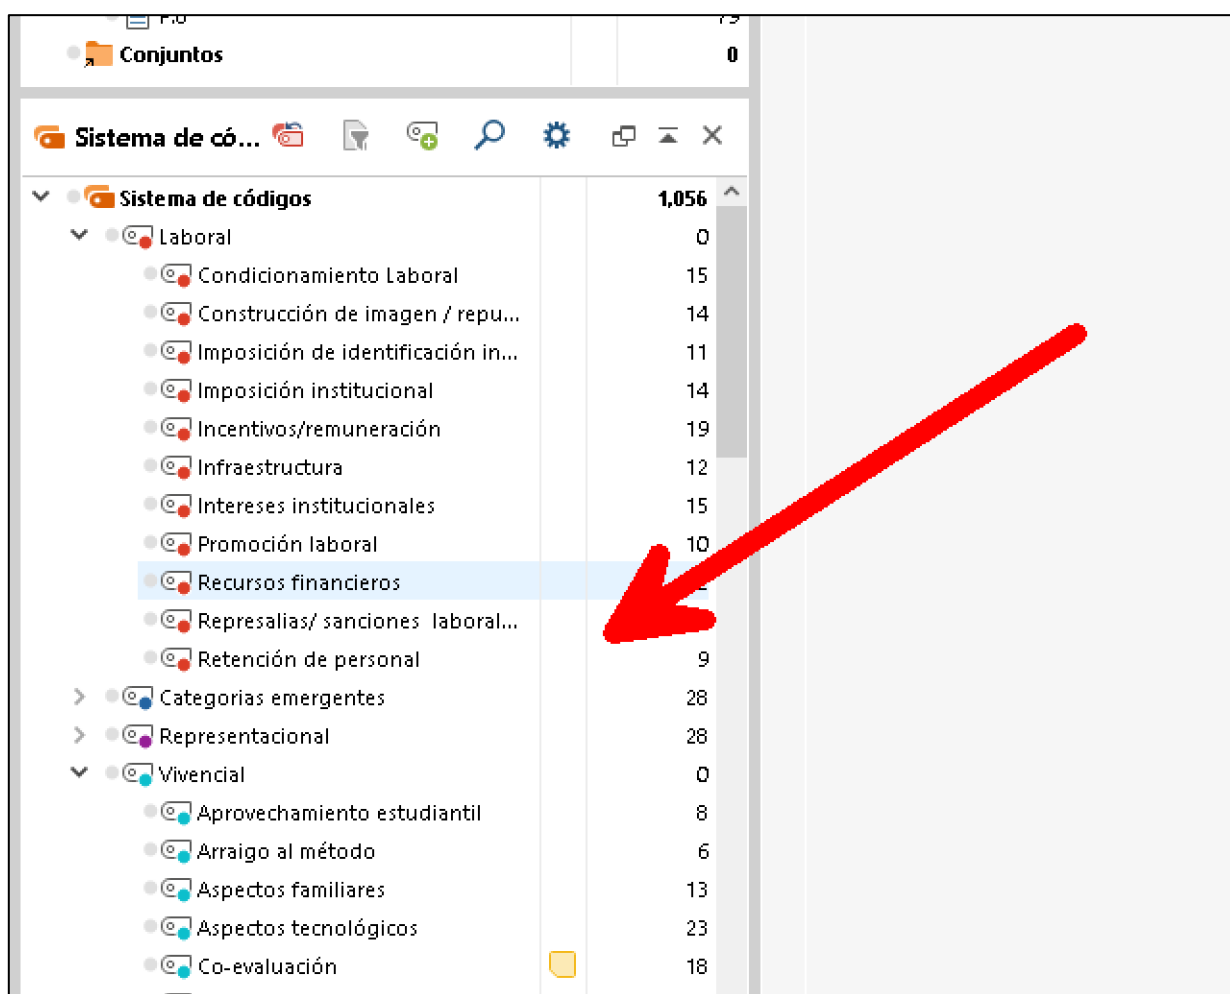 Conjuntos 0
Sistema de có...
Sistema de códigos 1,056
Laboral 0
Condicionamiento Laboral 15
Construcción de imagen / repu... 14
Imposición de identificación in... 11
Imposición institucional 14
Incentivos/remuneración 19
Infraestructura 12
Intereses institucionales 15
Promoción laboral 10
Recursos financieros
Represalias/ sanciones laboral...
Retención de personal 9
Categorias emergentes 28
Representacional 28
Vivencial 0
Aprovechamiento estudiantil 8
Arraigo al método 6
Aspectos familiares 13
Aspectos tecnológicos 23
Co-evaluación 18